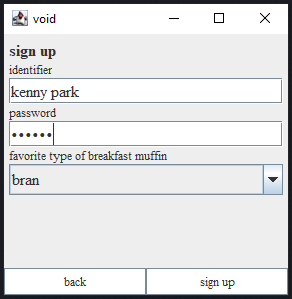 void
sign up
identifier
kenny park
password
••••••
favorite type of breakfast muffin
bran
back
sign up